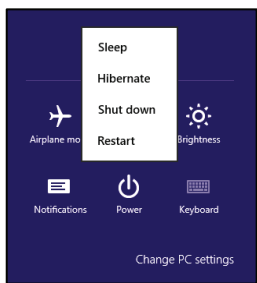 Sleep
Hibernate
Shut down
Restart
Airplane mo
Brightness
Notifications
Power
Keyboard
Change PC settings